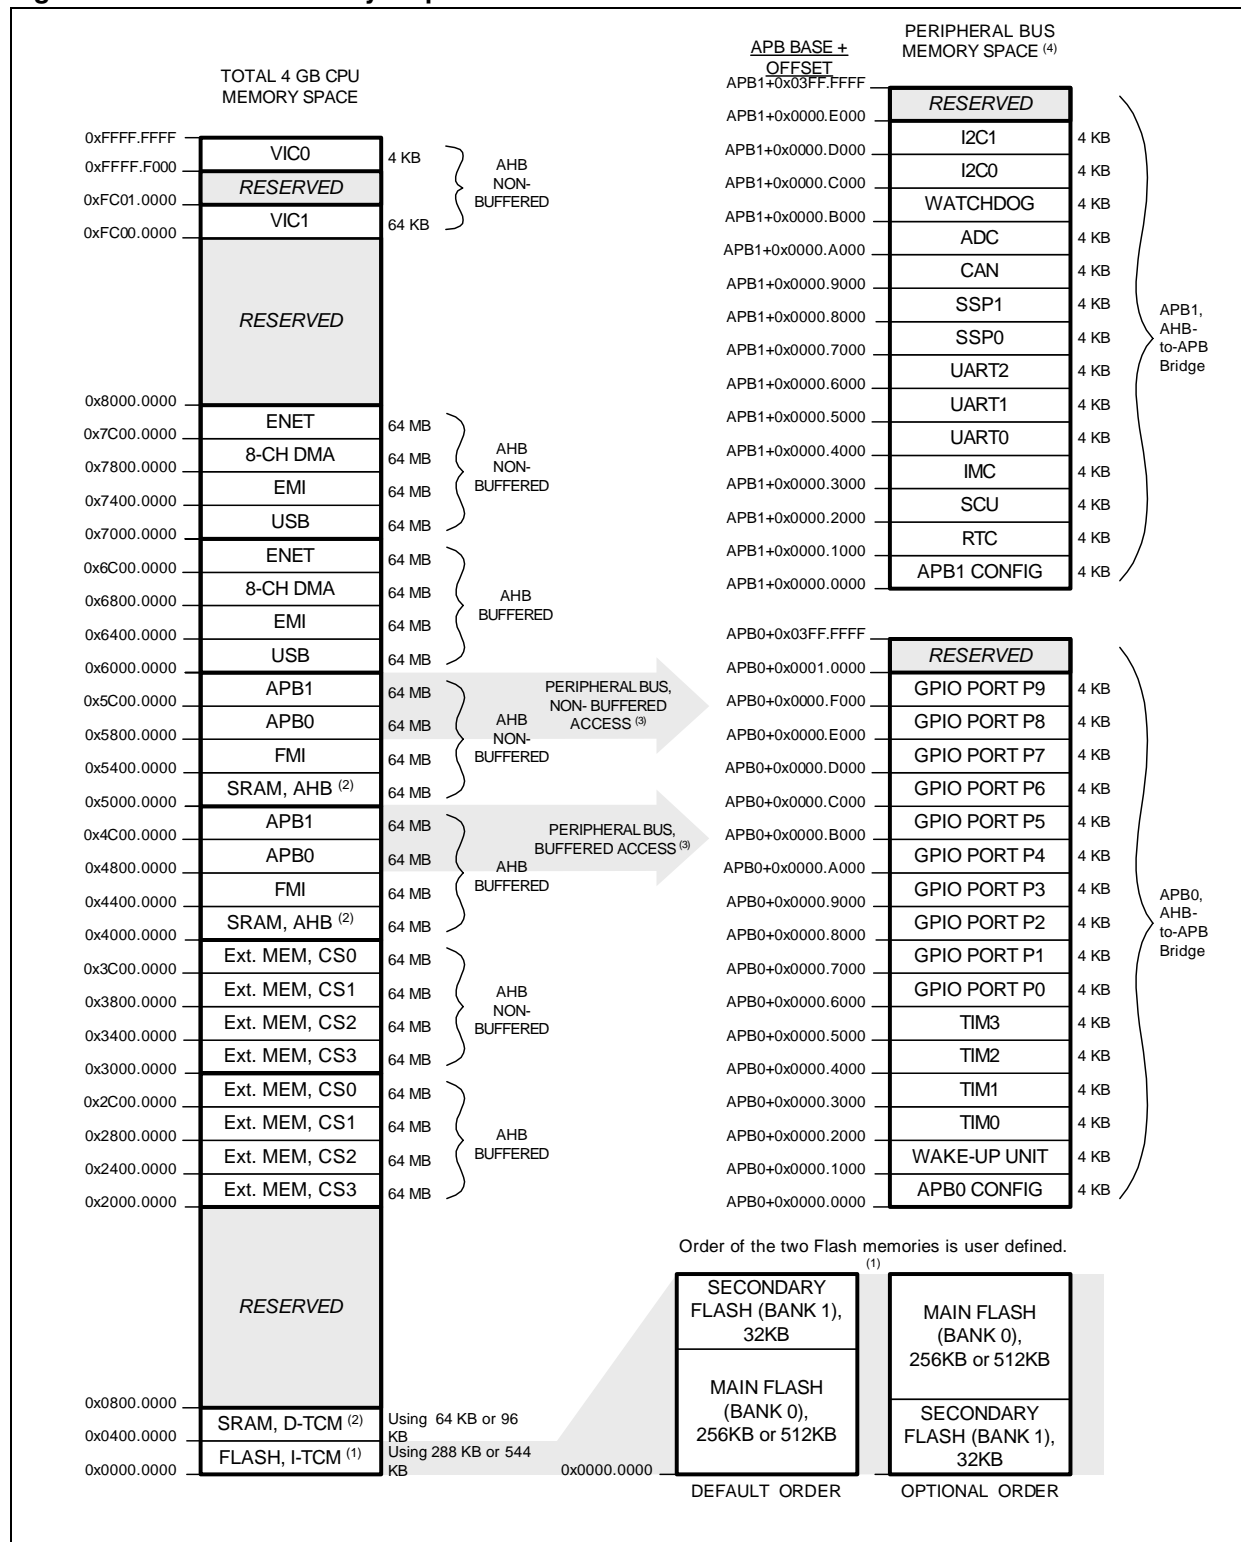 TOTAL 4 GB CPU
MEMORY SPACE
0xFFFF.FFFF
VIC0
4 KB
0xFFFF.F000
RESERVED
0xFC01.0000
VIC1
64 KB
0xFC00.0000
AHB
NON-
BUFFERED
RESERVED
0x8000.0000
ENET
64 MB
0x7C00.0000
8-CH DMA
64 MB
0x7800.0000
EMI
64 MB
0x7400.0000
USB
64 MB
0x7000.0000
AHB
NON-
BUFFERED
ENET
64 MB
0x6C00.0000
8-CH DMA
64 MB
0x6800.0000
EMI
64 MB
0x6400.0000
USB
64 MB
0x6000.0000
AHB
BUFFERED
APB1
64 MB
0x5C00.0000
APB0
64 MB
0x5800.0000
FMI
64 MB
0x5400.0000
SRAM, AHB (2)
64 MB
0x5000.0000
AHB
NON-
BUFFERED
PERIPHERAL BUS,
NON- BUFFERED
ACCESS (3)
APB1
64 MB
0x4C00.0000
APB0
64 MB
0x4800.0000
FMI
64 MB
0x4400.0000
SRAM, AHB (2)
64 MB
0x4000.0000
AHB
BUFFERED
PERIPHERAL BUS,
BUFFERED ACCESS (3)
Ext. MEM, CS0
64 MB
0x3C00.0000
Ext. MEM, CS1
64 MB
0x3800.0000
Ext. MEM, CS2
64 MB
0x3400.0000
Ext. MEM, CS3
64 MB
0x3000.0000
AHB
NON-
BUFFERED
Ext. MEM, CS0
64 MB
0x2C00.0000
Ext. MEM, CS1
64 MB
0x2800.0000
Ext. MEM, CS2
64 MB
0x2400.0000
Ext. MEM, CS3
64 MB
0x2000.0000
AHB
BUFFERED
RESERVED
0x0800.0000
SRAM, D-TCM (2)
Using 64 KB or 96
KB
0x0400.0000
FLASH, I-TCM (1)
Using 288 KB or 544
KB
0x0000.0000
APB BASE +
OFFSET
PERIPHERAL BUS
MEMORY SPACE (4)
APB1+0x03FF.FFFF
RESERVED
APB1+0x0000.E000
I2C1
4 KB
APB1+0x0000.D000
I2C0
4 KB
APB1+0x0000.C000
WATCHDOG
4 KB
APB1+0x0000.B000
ADC
4 KB
APB1+0x0000.A000
CAN
4 KB
APB1+0x0000.9000
SSP1
4 KB
APB1+0x0000.8000
SSP0
4 KB
APB1+0x0000.7000
UART2
4 KB
APB1+0x0000.6000
UART1
4 KB
APB1+0x0000.5000
UART0
4 KB
APB1+0x0000.4000
IMC
4 KB
APB1+0x0000.3000
SCU
4 KB
APB1+0x0000.2000
RTC
4 KB
APB1+0x0000.1000
APB1 CONFIG
4 KB
APB1+0x0000.0000
APB1,
AHB-
to-APB
Bridge
APB0+0x03FF.FFFF
RESERVED
APB0+0x0001.0000
GPIO PORT P9
4 KB
APB0+0x0000.F000
GPIO PORT P8
4 KB
APB0+0x0000.E000
GPIO PORT P7
4 KB
APB0+0x0000.D000
GPIO PORT P6
4 KB
APB0+0x0000.C000
GPIO PORT P5
4 KB
APB0+0x0000.B000
GPIO PORT P4
4 KB
APB0+0x0000.A000
GPIO PORT P3
4 KB
APB0+0x0000.9000
GPIO PORT P2
4 KB
APB0+0x0000.8000
GPIO PORT P1
4 KB
APB0+0x0000.7000
GPIO PORT P0
4 KB
APB0+0x0000.6000
TIM3
4 KB
APB0+0x0000.5000
TIM2
4 KB
APB0+0x0000.4000
TIM1
4 KB
APB0+0x0000.3000
TIM0
4 KB
APB0+0x0000.2000
WAKE-UP UNIT
4 KB
APB0+0x0000.1000
APB0 CONFIG
4 KB
APB0+0x0000.0000
APB0,
AHB-
to-APB
Bridge
Order of the two Flash memories is user defined.
(1)
SECONDARY
FLASH (BANK 1),
32KB
MAIN FLASH
(BANK 0),
256KB or 512KB
0x0000.0000
DEFAULT ORDER
MAIN FLASH
(BANK 0),
256KB or 512KB
SECONDARY
FLASH (BANK 1),
32KB
OPTIONAL ORDER